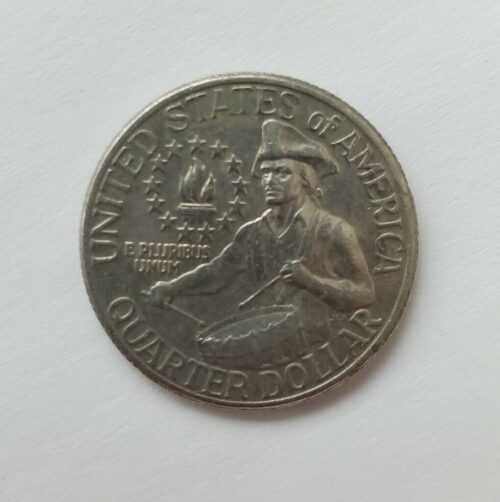 UNITED STATES of AMERICA
E PLURIBUS
UNUM
QUARTER DOLLAR